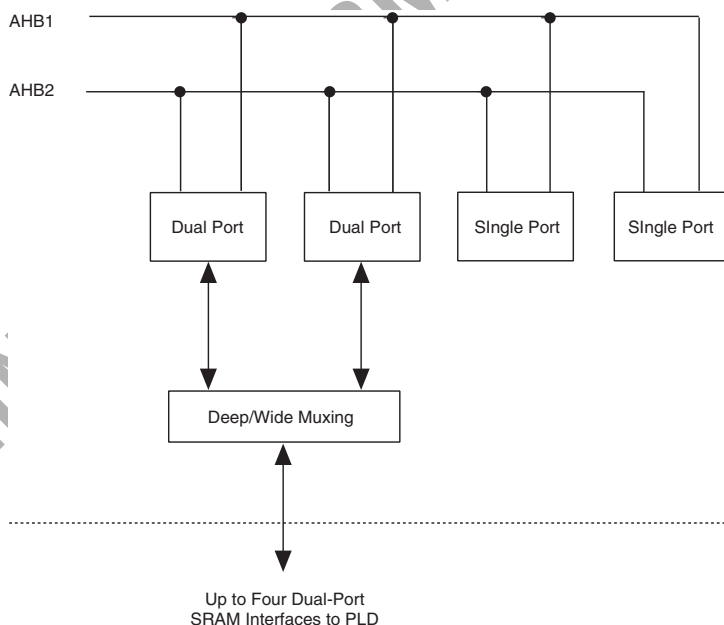 AHB1
AHB2
Dual Port
Dual Port
SIngle Port
SIngle Port
Deep/Wide Muxing
Up to Four Dual-Port
SRAM Interfaces to PLD